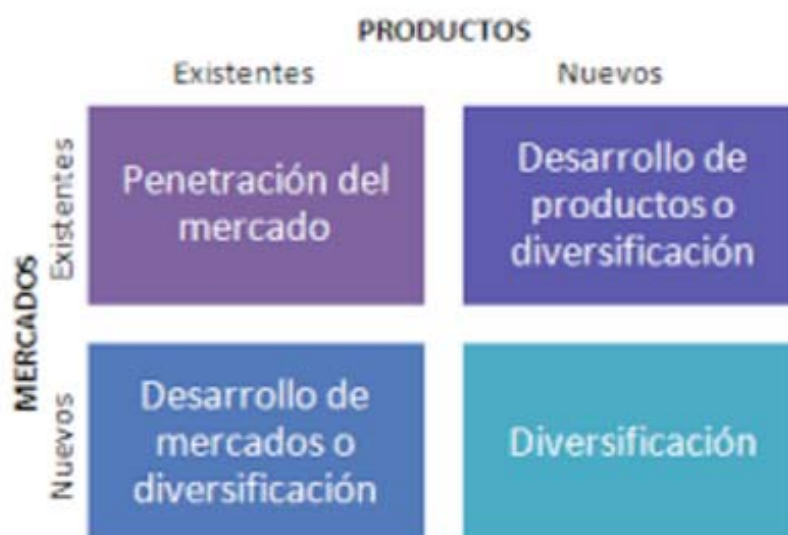 PRODUCTOS
Existentes
Nuevos
MERCADOS
Existentes
Penetración del
mercado
Desarrollo de
productos o
diversificación
Nuevos
Desarrollo de
mercados o
diversificación
Diversificación